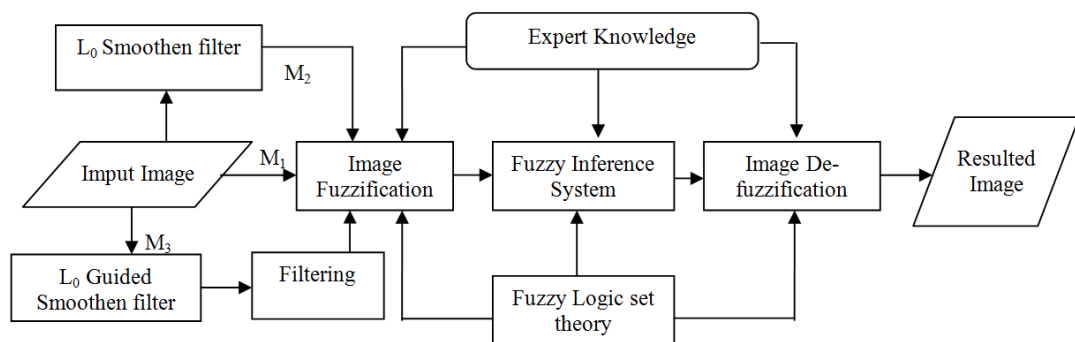 L₀ Smoothen filter
M₂
Expert Knowledge
Imput Image
M₁
Image
Fuzzification
Fuzzy Inference
System
Image De-
fuzzification
Resulted
Image
M₃
L₀ Guided
Smoothen filter
Filtering
Fuzzy Logic set
theory